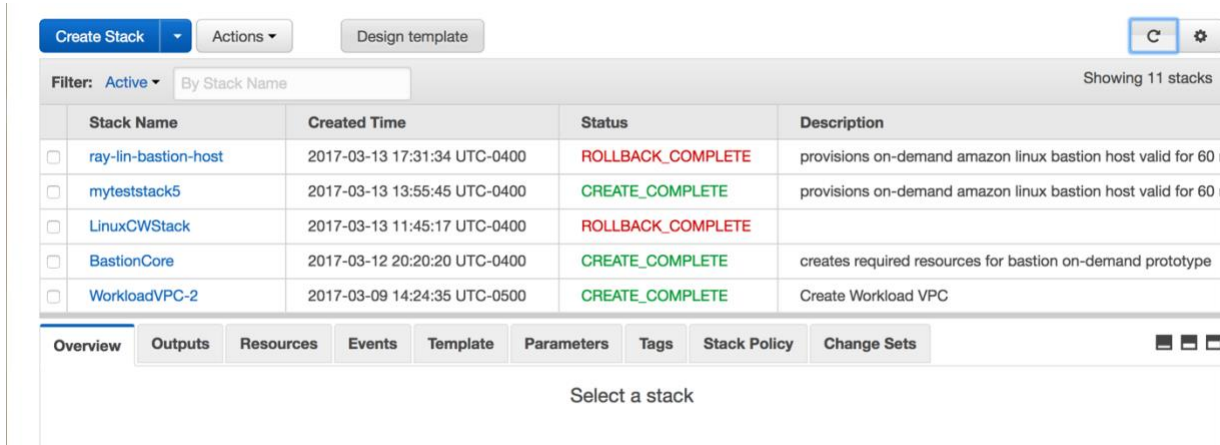 Create Stack Actions Design template
Filter: Active By Stack Name Showing 11 stacks
Stack Name Created Time Status Description
ray-lin-bastion-host 2017-03-13 17:31:34 UTC-0400 ROLLBACK_COMPLETE provisions on-demand amazon linux bastion host valid for 60
myteststack5 2017-03-13 13:55:45 UTC-0400 CREATE_COMPLETE provisions on-demand amazon linux bastion host valid for 60
LinuxCWStack 2017-03-13 11:45:17 UTC-0400 ROLLBACK_COMPLETE
BastionCore 2017-03-12 20:20:20 UTC-0400 CREATE_COMPLETE creates required resources for bastion on-demand prototype
WorkloadVPC-2 2017-03-09 14:24:35 UTC-0500 CREATE_COMPLETE Create Workload VPC
Overview Outputs Resources Events Template Parameters Tags Stack Policy Change Sets
Select a stack